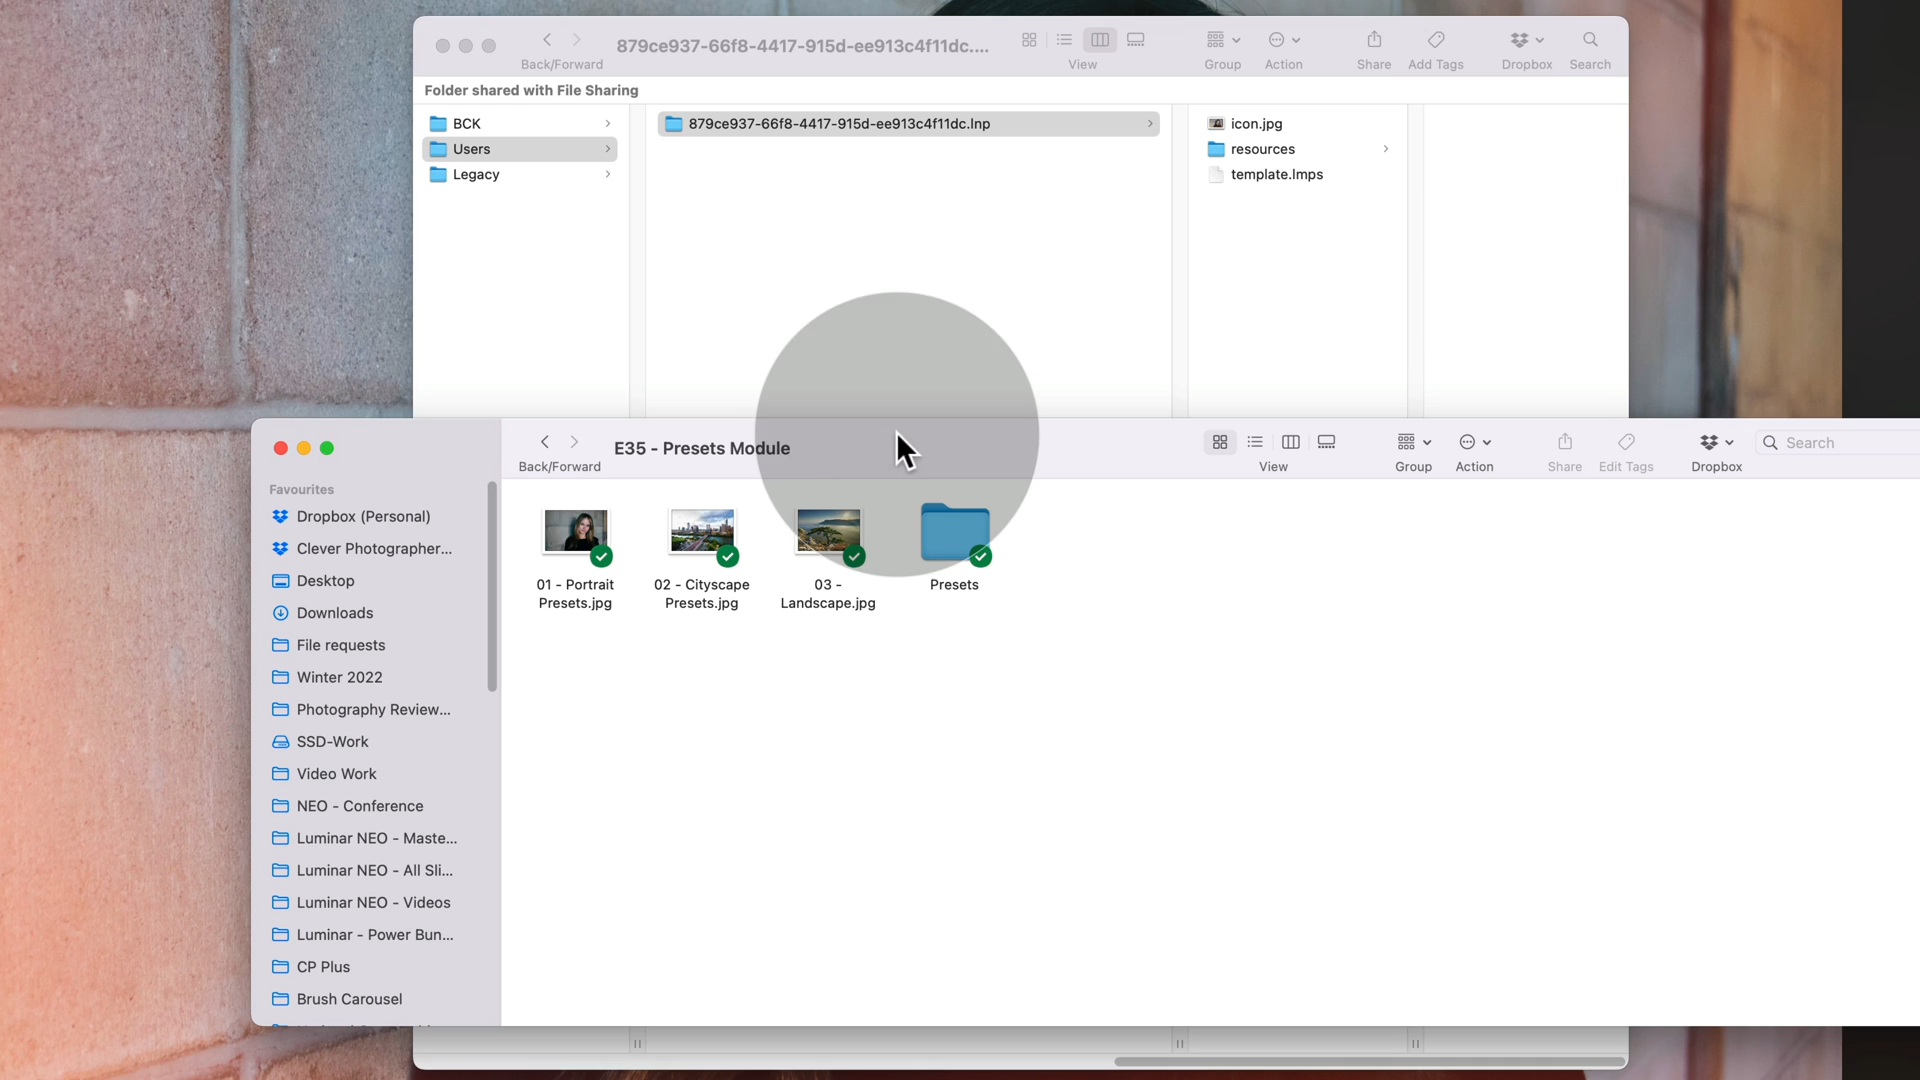 879ce937-66f8-4417-915d-ee913c4f11dc....
Back/Forward
View
Group
Action
Share
Add Tags
Dropbox
Search
Folder shared with File Sharing
BCK
Users
Legacy
879ce937-66f8-4417-915d-ee913c4f11dc.lnp
icon.jpg
resources
template.lmps
E35 - Presets Module
Back/Forward
View
Group
Action
Share
Edit Tags
Dropbox
Search
Favourites
Dropbox (Personal)
Clever Photographer...
Desktop
Downloads
File requests
Winter 2022
Photography Review...
SSD-Work
Video Work
NEO - Conference
Luminar NEO - Maste...
Luminar NEO - All Sli...
Luminar NEO - Videos
Luminar - Power Bun...
CP Plus
Brush Carousel
01 - Portrait
Presets.jpg
02 - Cityscape
Presets.jpg
03 -
Landscape.jpg
Presets